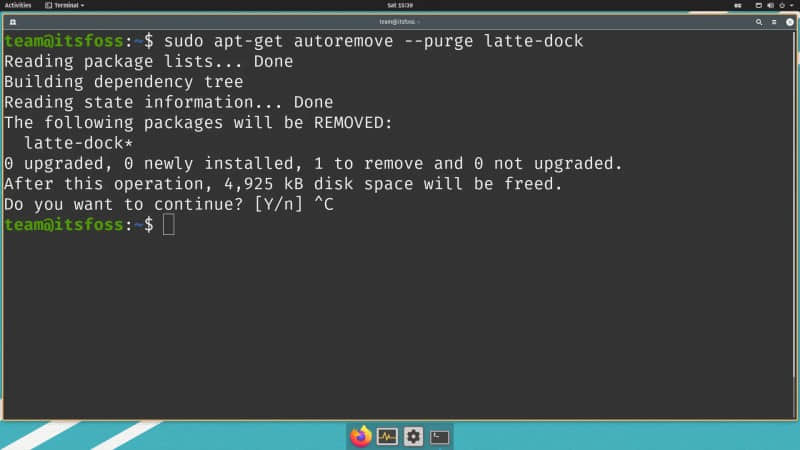 Activities Terminal Sat 15:39
team@itsfoss: ~
team@itsfoss:~$ sudo apt-get autoremove --purge latte-dock
Reading package lists... Done
Building dependency tree
Reading state information... Done
The following packages will be REMOVED:
latte-dock*
0 upgraded, 0 newly installed, 1 to remove and 0 not upgraded.
After this operation, 4,925 kB disk space will be freed.
Do you want to continue? [Y/n] ^C
team@itsfoss:~$